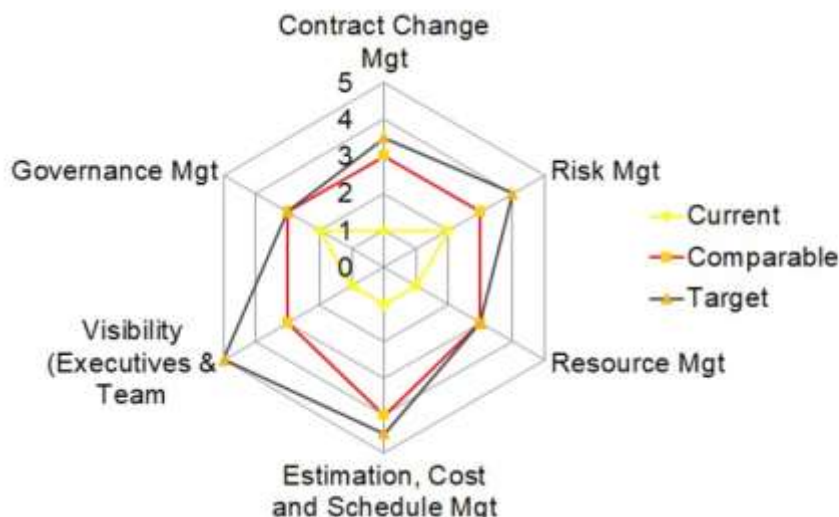 Contract Change
Mgt
5
4
3
2
1
0
Governance Mgt
Risk Mgt
Current
Comparable
Target
Visibility
(Executives &
Team
Resource Mgt
Estimation, Cost
and Schedule Mgt